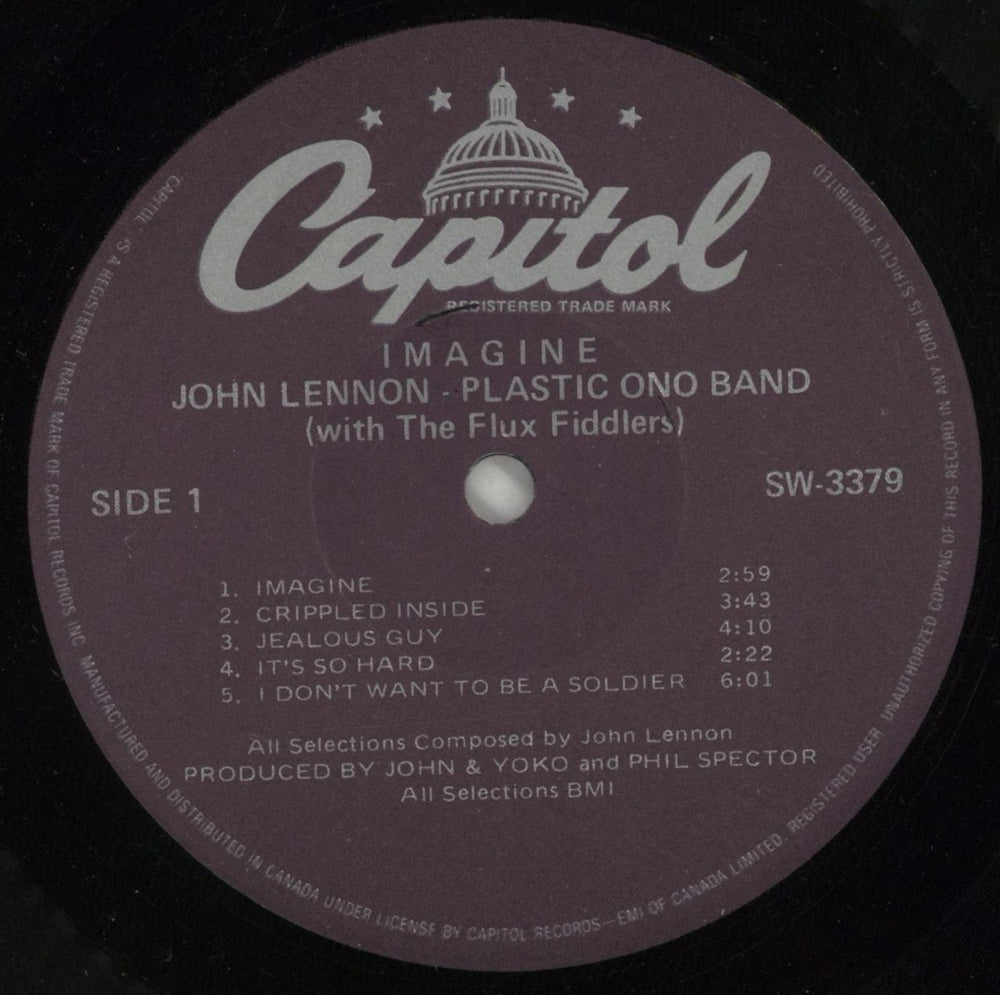 Capitol
REGISTERED TRADE MARK
IMAGINE
JOHN LENNON - PLASTIC ONO BAND
(with The Flux Fiddlers)
SIDE 1
SW-3379
1. IMAGINE 2:59
2. CRIPPLED INSIDE 3:43
3. JEALOUS GUY 4:10
4. IT'S SO HARD 2:22
5. I DON'T WANT TO BE A SOLDIER 6:01
All Selections Composed by John Lennon
PRODUCED BY JOHN & YOKO and PHIL SPECTOR
All Selections BMI
CAPITOL IS A REGISTERED TRADE MARK OF CAPITOL RECORDS INC. MANUFACTURED AND DISTRIBUTED IN CANADA UNDER LICENSE BY CAPITOL RECORDS—EMI OF CANADA LIMITED. REGISTERED USER UNAUTHORIZED COPYING OF THIS RECORD IN ANY FORM IS STRICTLY PROHIBITED